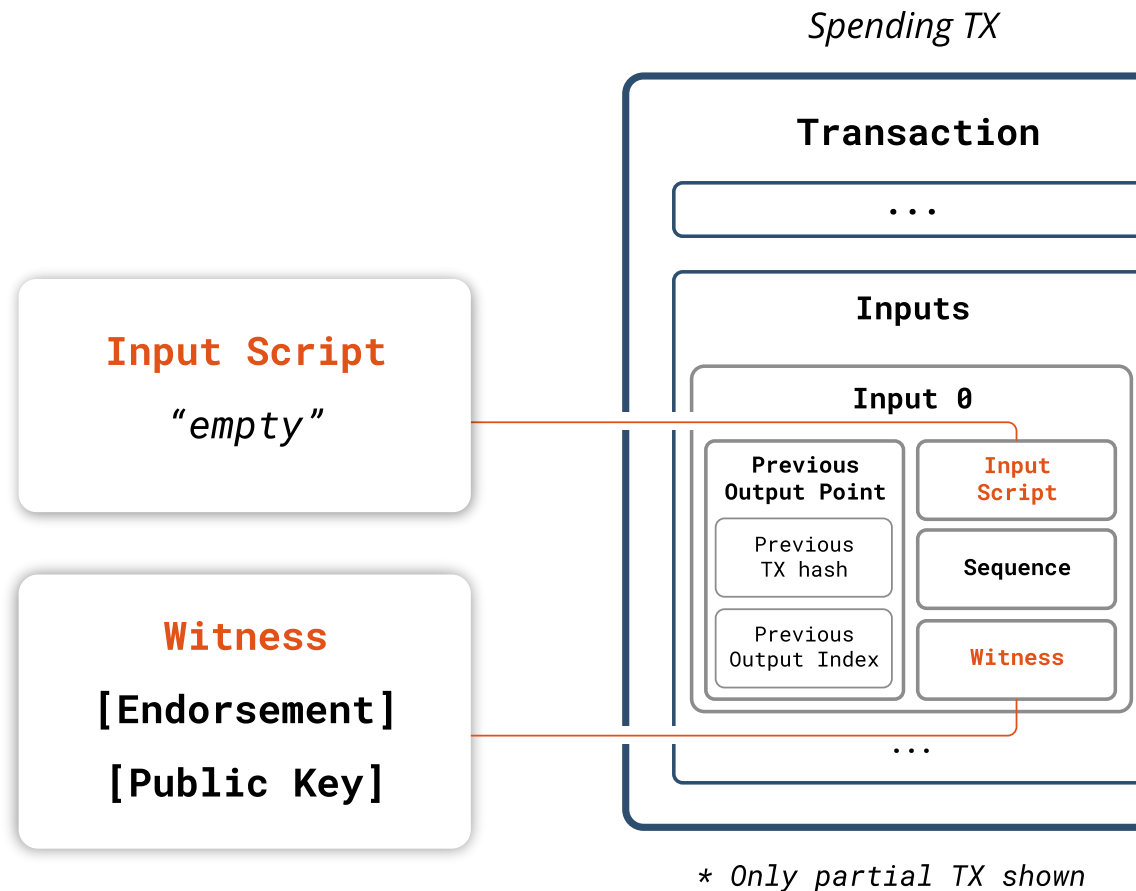 Spending TX
Transaction
...
Inputs
Input 0
Previous
Output Point
Previous
TX hash
Previous
Output Index
Input
Script
Sequence
Witness
...
Input Script
“empty”
Witness
[Endorsement]
[Public Key]
* Only partial TX shown